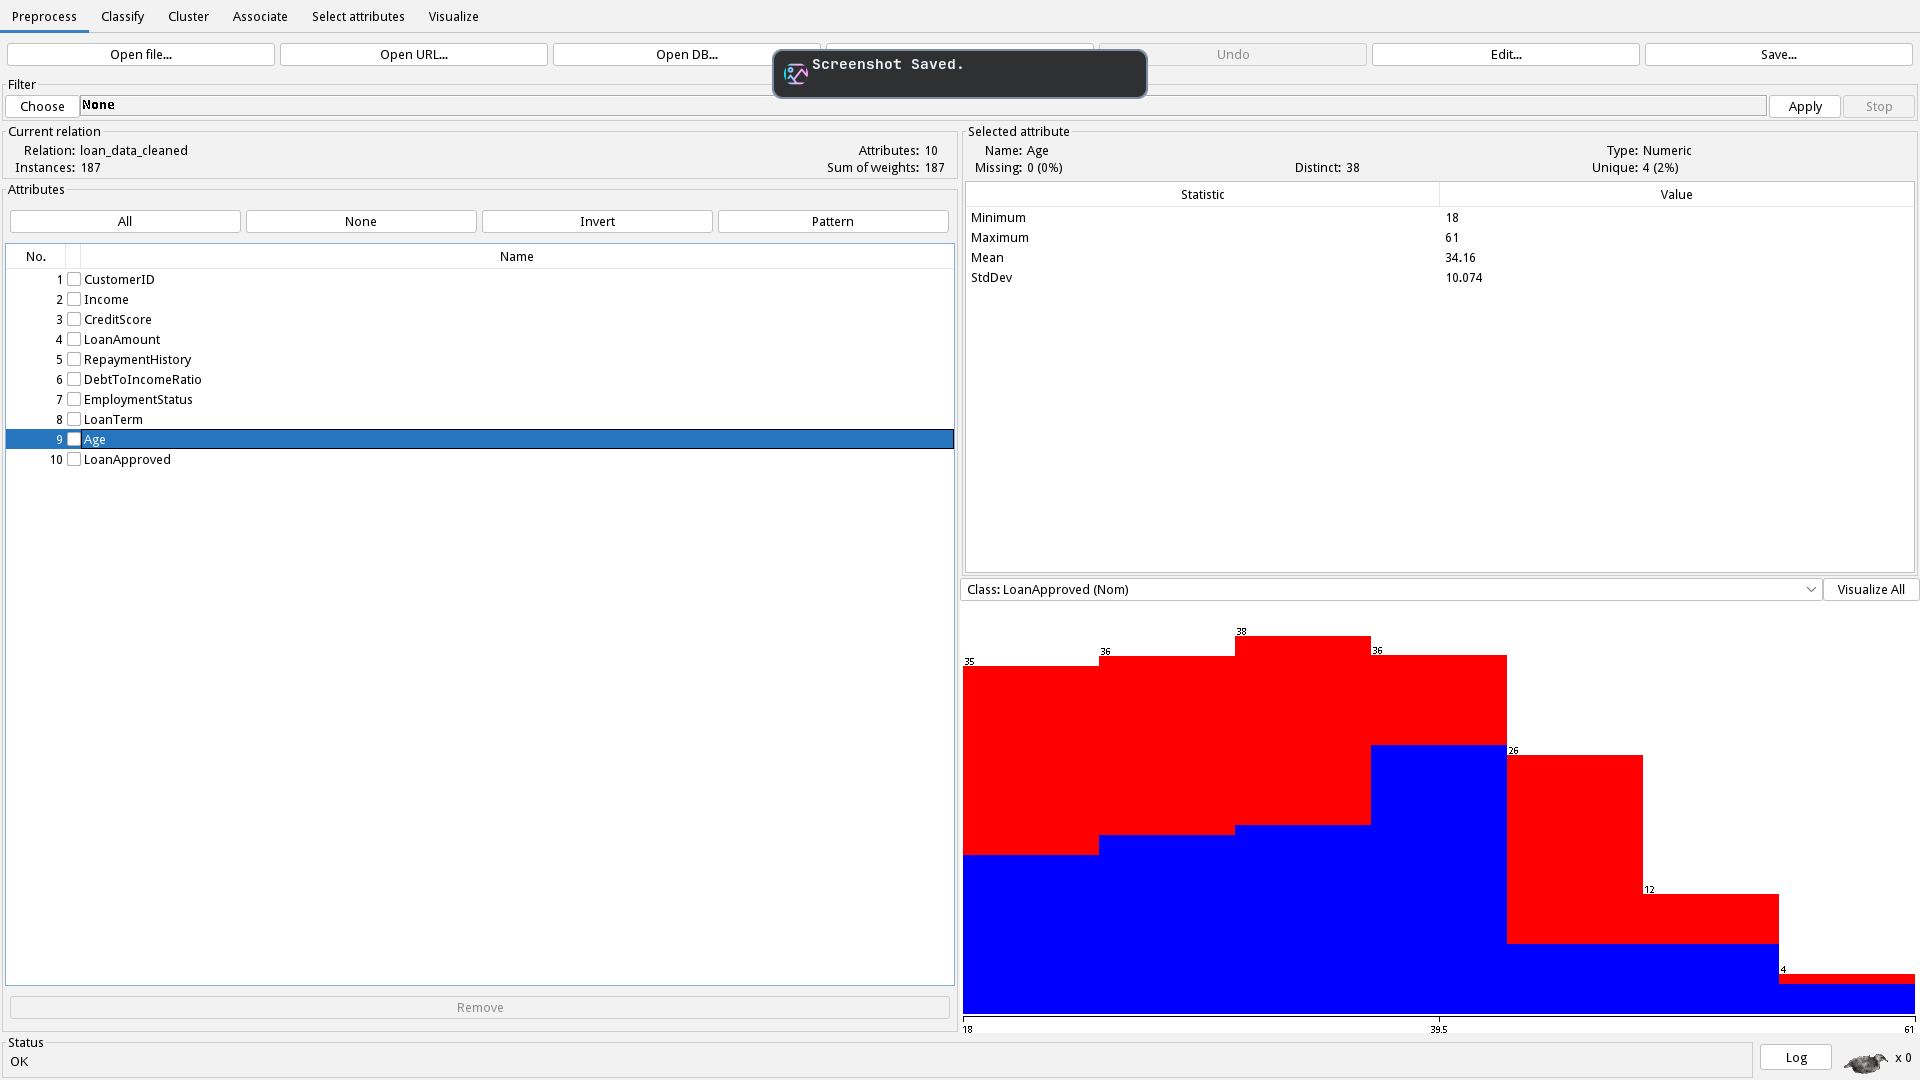 Preprocess Classify Cluster Associate Select attributes Visualize
Open file... Open URL... Open DB... Undo Edit... Save...
Screenshot Saved.
Filter
Choose None Apply Stop
Current relation
Relation: loan_data_cleaned Attributes: 10
Instances: 187 Sum of weights: 187
Attributes
All None Invert Pattern
No. Name
1 CustomerID
2 Income
3 CreditScore
4 LoanAmount
5 RepaymentHistory
6 DebtToIncomeRatio
7 EmploymentStatus
8 LoanTerm
9 Age
10 LoanApproved
Remove
Selected attribute
Name: Age Type: Numeric
Missing: 0 (0%) Distinct: 38 Unique: 4 (2%)
Statistic Value
Minimum 18
Maximum 61
Mean 34.16
StdDev 10.074
Class: LoanApproved (Nom) Visualize All
35 36 38 36 26 12 4
18 39.5 61
Status
OK Log x 0